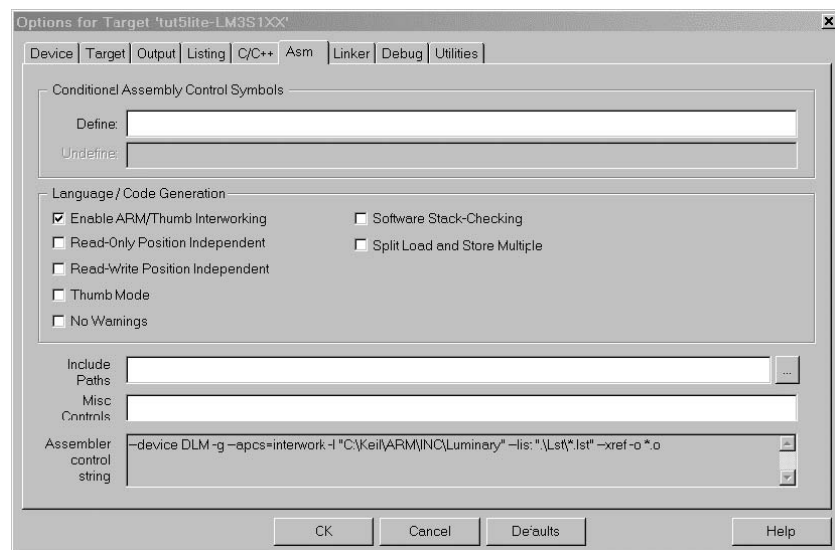 Options for Target 'tut5lite-LM3S1XX'
Device Target Output Listing C/C++ Asm Linker Debug Utilities
Conditional Assembly Control Symbols
Define:
Undefine:
Language / Code Generation
Enable ARM/Thumb Interworking Software Stack-Checking
Read-Only Position Independent Split Load and Store Multiple
Read-Write Position Independent
Thumb Mode
No Warnings
Include
Paths
...
Misc
Controls
Assembler
control
string
--device DLM -g --apcs=interwork -I "C:\Keil\ARM\INC\Luminary" --list ".\Lst\*.lst" --xref -o *.o
OK Cancel Defaults Help